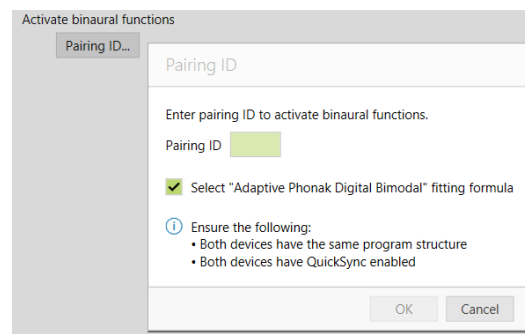 Activate binaural functions
Pairing ID...
Pairing ID
Enter pairing ID to activate binaural functions.
Pairing ID
Select "Adaptive Phonak Digital Bimodal" fitting formula
Ensure the following:
• Both devices have the same program structure
• Both devices have QuickSync enabled
OK Cancel